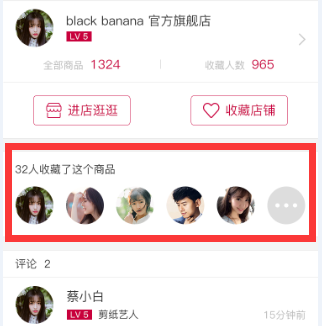 black banana 官方旗舰店
LV 5
全部商品 1324 收藏人数 965
进店逛逛 收藏店铺
32人收藏了这个商品
评论 2
蔡小白
LV 5 剪纸艺人 15分钟前